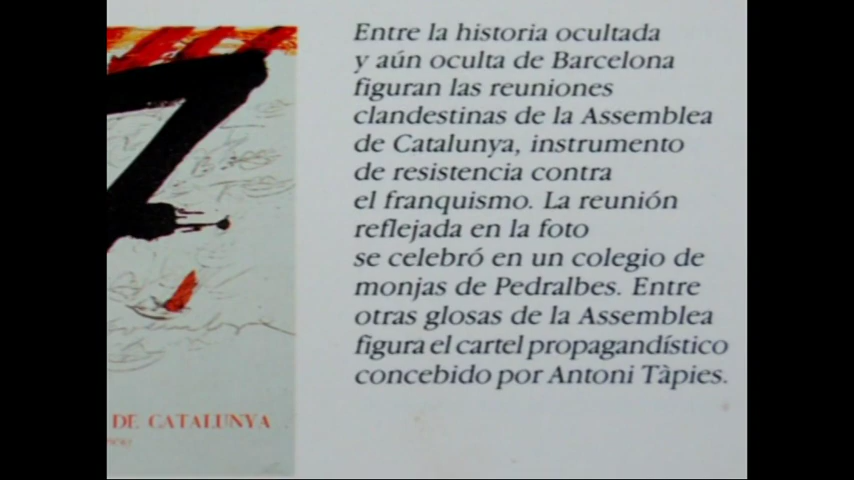 Entre la historia ocultada
y aún oculta de Barcelona
figuran las reuniones
clandestinas de la Assemblea
de Catalunya, instrumento
de resistencia contra
el franquismo. La reunión
reflejada en la foto
se celebró en un colegio de
monjas de Pedralbes. Entre
otras glosas de la Assemblea
figura el cartel propagandístico
concebido por Antoni Tàpies.
DE CATALUNYA